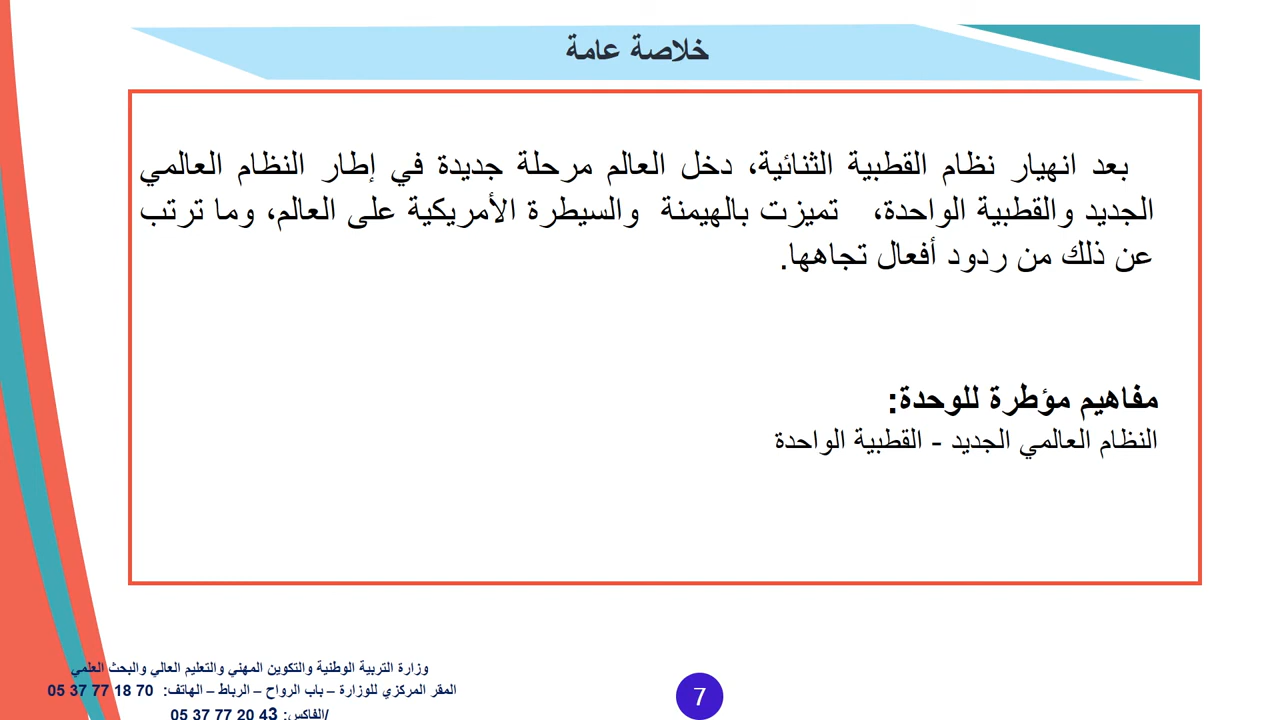 خلاصة عامة
بعد انهيار نظام القطبية الثنائية، دخل العالم مرحلة جديدة في إطار النظام العالمي
الجديد والقطبية الواحدة، تميزت بالهيمنة والسيطرة الأمريكية على العالم، وما ترتب
عن ذلك من ردود أفعال تجاهها.
مفاهيم مؤطرة للوحدة:
النظام العالمي الجديد - القطبية الواحدة
وزارة التربية الوطنية والتكوين المهني والتعليم العالي والبحث العلمي
المقر المركزي للوزارة – باب الرواح – الرباط – الهاتف: 05 37 77 18 70
/الفاكس: 05 37 77 20 43
7